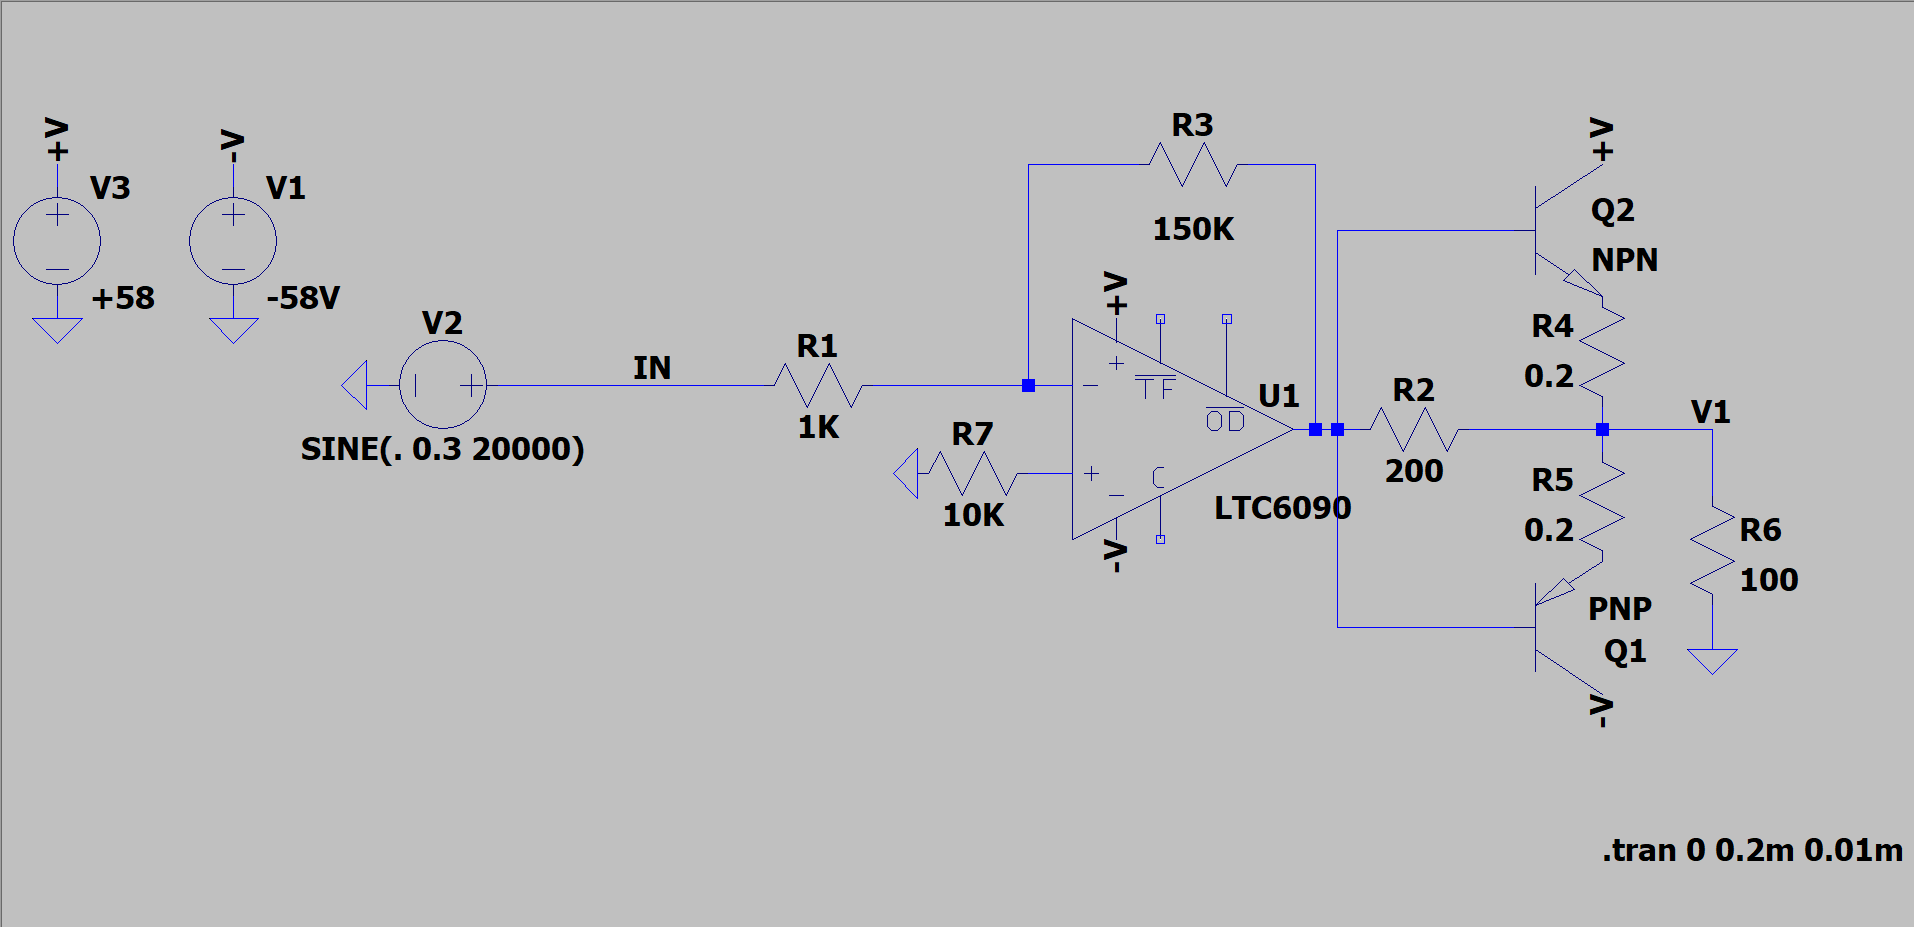 +V
V3
+58
-V
V1
-58V
V2
SINE(. 0.3 20000)
IN
R1
1K
R7
10K
R3
150K
+V
TF
OD
C
-V
U1
LTC6090
R2
200
+V
Q2
NPN
R4
0.2
V1
R5
0.2
R6
100
PNP
Q1
-V
.tran 0 0.2m 0.01m